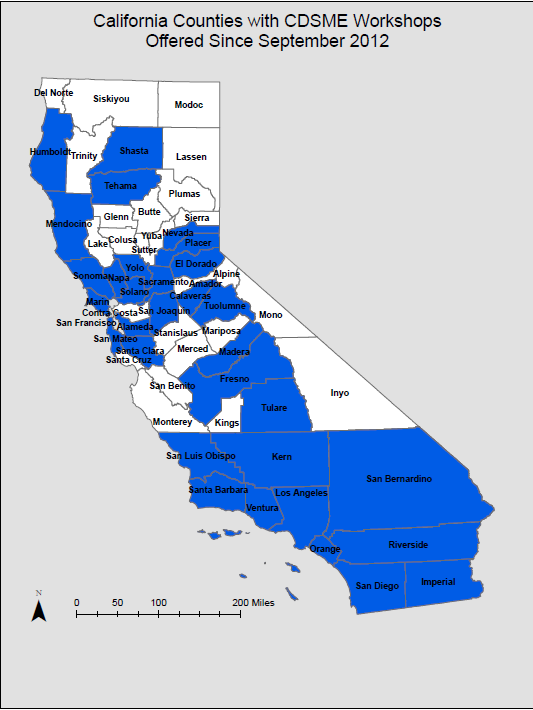 California Counties with CDSME Workshops
Offered Since September 2012
Del Norte
Siskiyou
Modoc
Humboldt
Trinity
Shasta
Lassen
Tehama
Plumas
Glenn
Butte
Sierra
Mendocino
Lake
Colusa
Yuba
Nevada
Sutter
Placer
El Dorado
Sonoma
Napa
Yolo
Sacramento
Amador
Alpine
Solano
Calaveras
Marin
Contra Costa
San Joaquin
Tuolumne
Mono
San Francisco
Alameda
Stanislaus
Mariposa
San Mateo
Santa Clara
Merced
Madera
Santa Cruz
San Benito
Fresno
Inyo
Tulare
Monterey
Kings
San Luis Obispo
Kern
San Bernardino
Santa Barbara
Los Angeles
Ventura
Orange
Riverside
San Diego
Imperial
N
0 50 100 200 Miles